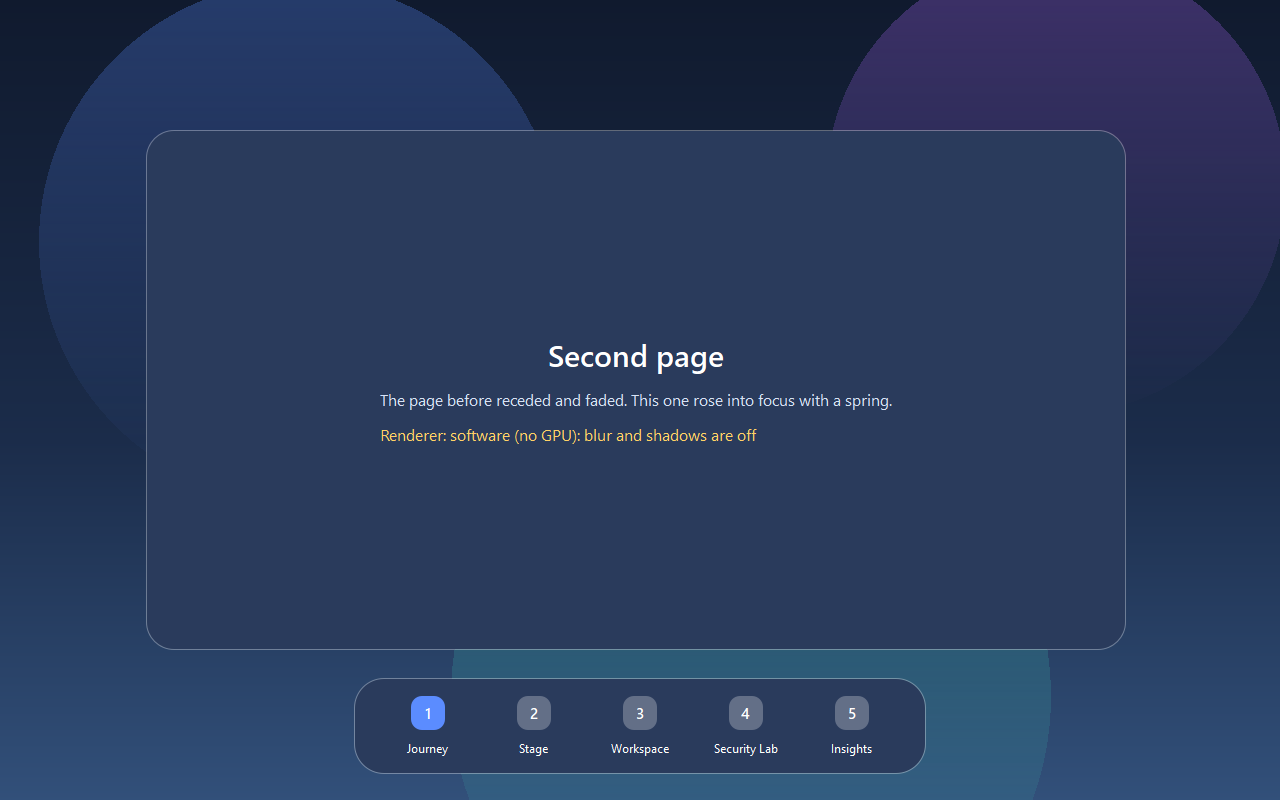 Second page
The page before receded and faded. This one rose into focus with a spring.
Renderer: software (no GPU): blur and shadows are off
1 2 3 4 5
Journey Stage Workspace Security Lab Insights